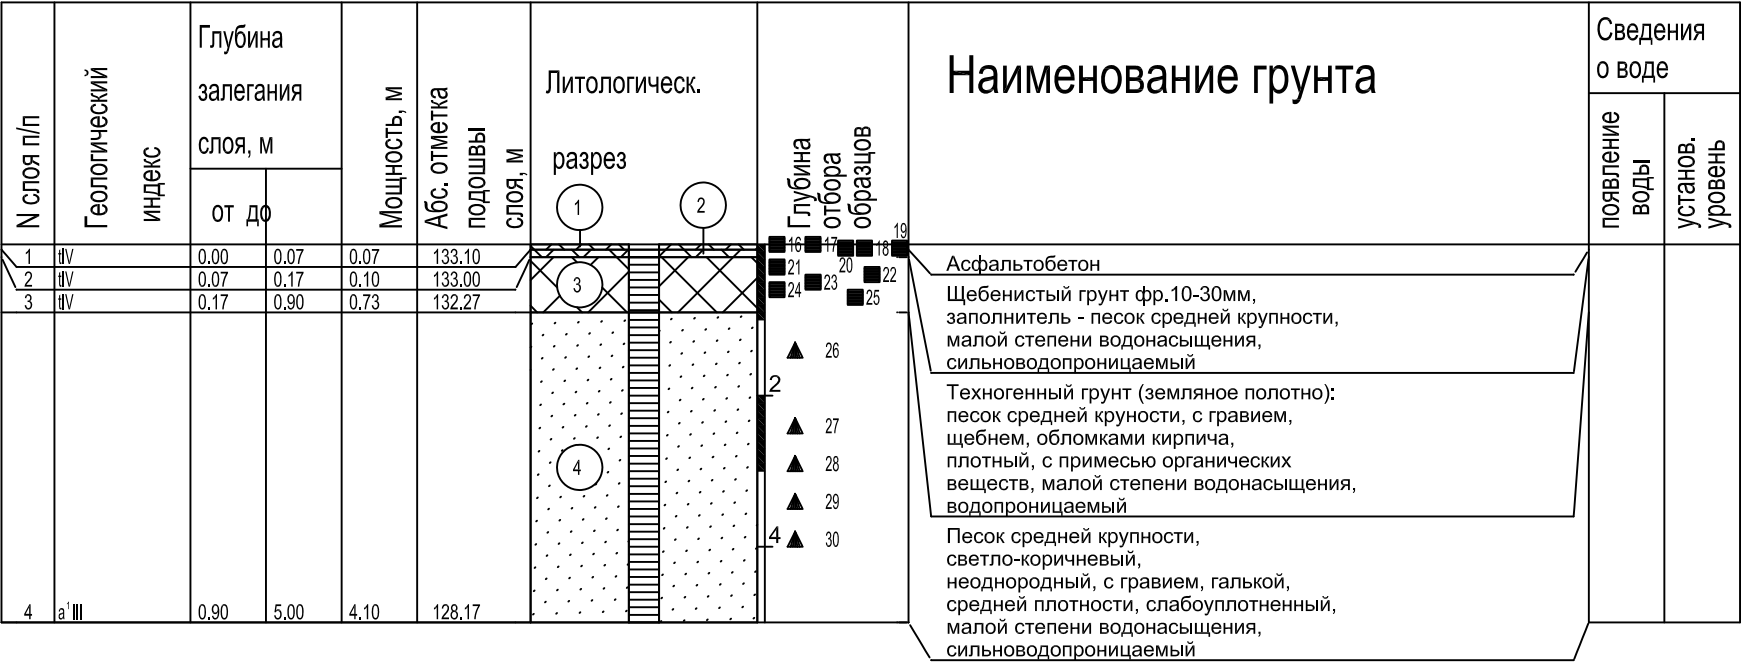 N слоя п/п
Геологический
индекс
Глубина
залегания
слоя, м
от до
Мощность, м
Абс. отметка
подошвы
слоя, м
Литологическ.
разрез
Глубина
отбора
образцов
Наименование грунта
Сведения
о воде
появление
воды
установ.
уровень
1 2
19
16 17 18
1 tIV 0.00 0.07 0.07 133.10
21 20 22
2 tIV 0.07 0.17 0.10 133.00
3 24 23 25
3 tIV 0.17 0.90 0.73 132.27
26
2
27
4 28
29
4 30
4 a¹III 0.90 5.00 4.10 128.17
Асфальтобетон
Щебенистый грунт фр.10-30мм,
заполнитель - песок средней крупности,
малой степени водонасыщения,
сильноводопроницаемый
Техногенный грунт (земляное полотно):
песок средней круности, с гравием,
щебнем, обломками кирпича,
плотный, с примесью органических
веществ, малой степени водонасыщения,
водопроницаемый
Песок средней крупности,
светло-коричневый,
неоднородный, с гравием, галькой,
средней плотности, слабоуплотненный,
малой степени водонасыщения,
сильноводопроницаемый